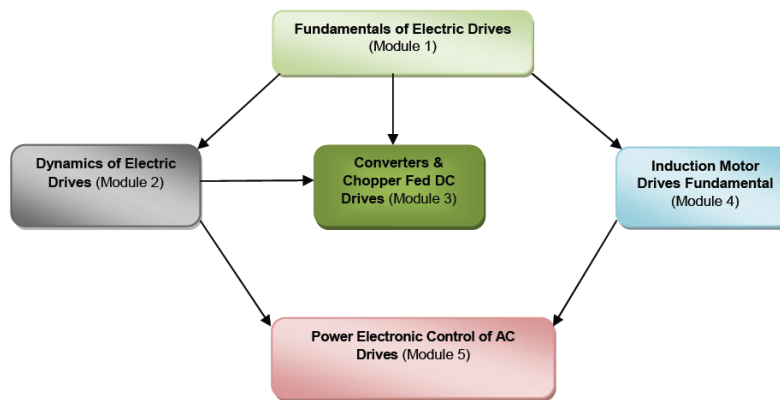 Fundamentals of Electric Drives
(Module 1)
Dynamics of Electric
Drives (Module 2)
Converters &
Chopper Fed DC
Drives (Module 3)
Induction Motor
Drives Fundamental
(Module 4)
Power Electronic Control of AC
Drives (Module 5)